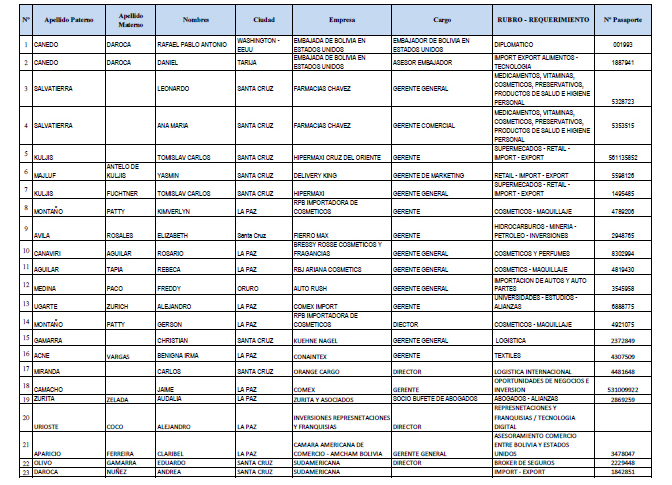 N° Apellido Paterno Apellido Materno Nombres Ciudad Empresa Cargo RUBRO - REQUERIMIENTO N° Pasaporte
1 CANEDO DAROCA RAFAEL PABLO ANTONIO WASHINGTON - EEUU EMBAJADA DE BOLIVIA EN ESTADOS UNIDOS EMBAJADOR DE BOLIVIA EN ESTADOS UNIDOS DIPLOMATICO 001993
2 CANEDO DAROCA DANIEL TARIJA EMBAJADA DE BOLIVIA EN ESTADOS UNIDOS ASESOR EMBAJADOR IMPORT EXPORT ALIMENTOS - TECNOLOGIA 1887941
3 SALVATIERRA LEONARDO SANTA CRUZ FARMACIAS CHÁVEZ GERENTE GENERAL MEDICAMENTOS, VITAMINAS, COSMETICOS, PRESERVATIVOS, PRODUCTOS DE SALUD E HIGIENE PERSONAL 5328723
4 SALVATIERRA ANA MARIA SANTA CRUZ FARMACIAS CHÁVEZ GERENTE COMERCIAL MEDICAMENTOS, VITAMINAS, COSMETICOS, PRESERVATIVOS, PRODUCTOS DE SALUD E HIGIENE PERSONAL 5353515
5 KULJIS TOMISLAV CARLOS SANTA CRUZ HIPERMAXI CRUZ DEL ORIENTE GERENTE SUPERMECADOS - RETAIL - IMPORT - EXPORT 561135852
6 MAJLUF ANTELO DE KULJIS YASMIN SANTA CRUZ DELIVERY KING GERENTE DE MARKETING RETAIL - IMPORT - EXPORT 5598126
7 KULJIS FUCHTNER TOMISLAV CARLOS SANTA CRUZ HIPERMAXI GERENTE GENERAL SUPERMECADOS - RETAIL - IMPORT - EXPORT 1495485
8 MONTAÑO PATTY KIMVERLYN LA PAZ RPB IMPORTADORA DE COSMETICOS GERENTE COSMETICOS - MAQUILLAJE 4789206
9 AVILA ROSALES ELIZABETH Santa Cruz FIERRO MAX GERENTE HIDROCARBUROS - MINERIA - PETROLEO - INVERSIONES 2948765
10 CANAVIRI AGUILAR ROSARIO LA PAZ BRESSY ROSSE COSMETICOS Y FRAGANCIAS GERENTE GENERAL COSMETICOS Y PERFUMES 8302994
11 AGUILAR TAPIA REBECA LA PAZ RBJ ARIANA COSMETICS GERENTE GENERAL COSMETICS - MAQUILLAJE 4819430
12 MEDINA PACO FREDDY ORURO AUTO RUSH GERENTE GENERAL IMPORTACION DE AUTOS Y AUTO PARTES 3545958
13 UGARTE ZURICH ALEJANDRO LA PAZ COMEX IMPORT GERENTE UNIVERSIDADES - ESTUDIOS - ALIANZAS 6888775
14 MONTAÑO PATTY GERSON LA PAZ RPB IMPORTADORA DE COSMETICOS DIECTOR COSMETICOS - MAQUILLAJE 4921075
15 GAMARRA CHRISTIAN SANTA CRUZ KUEHNE NAGEL GERENTE GENERAL LOGISTICA 2372849
16 ACNE VARGAS BENIGNA IRMA LA PAZ CONAINTEX GERENTE TEXTILES 4307509
17 MIRANDA CARLOS SANTA CRUZ ORANGE CARGO DIRECTOR LOGISTICA INTERNACIONAL 4481648
18 CAMACHO JAIME LA PAZ COMEX GERENTE OPORTUNIDADES DE NEGOCIOS E INVERSION 531009922
19 ZURITA ZELADA AUDALIA LA PAZ ZURITA Y ASOCIADOS SOCIO BUFETE DE ABOGADOS ABOGADOS - ALIANZAS 2869259
20 URIOSTE COCO ALEJANDRO LA PAZ INVERSIONES REPRESNETACIONES Y FRANQUISIAS DIRECTOR REPRESNETACIONES Y FRANQUICIAS / TECNOLOGIA DIGITAL
21 APARICIO FERREIRA CLARIBEL LA PAZ CAMARA AMERICANA DE COMERCIO - AMCHAM BOLIVIA GERENTE GENERAL ASESORAMIENTO COMERCIO ENTRE BOLIVIA Y ESTADOS UNIDOS 3478047
22 OLIVO GAMARRA EDUARDO SANTA CRUZ SUDAMERICANA DIRECTOR BROKER DE SEGUROS 2229448
23 DAROCA NUÑEZ ANDREA SANTA CRUZ SUDAMERICANA IMPORT - EXPORT 1842851